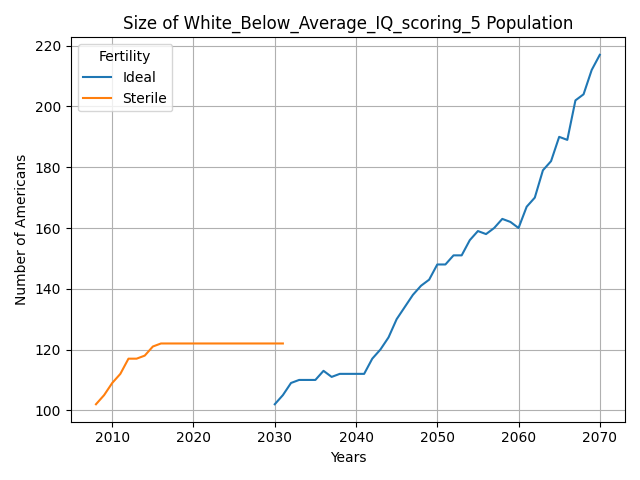 Size of White_Below_Average_IQ_scoring_5 Population
Fertility
Ideal
Sterile
Number of Americans
220
200
180
160
140
120
100
2010
2020
2030
2040
2050
2060
2070
Years